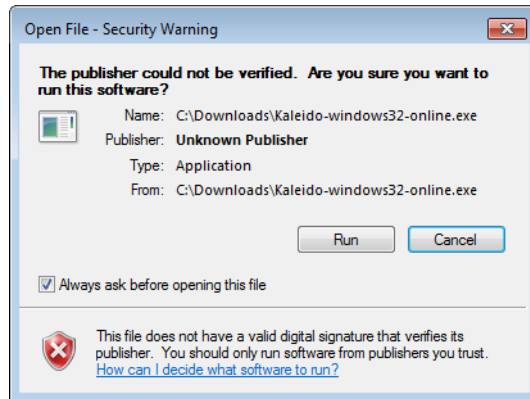 Open File - Security Warning
The publisher could not be verified.  Are you sure you want to
run this software?
Name: C:\Downloads\Kaleido-windows32-online.exe
Publisher: Unknown Publisher
Type: Application
From: C:\Downloads\Kaleido-windows32-online.exe
Run Cancel
Always ask before opening this file
This file does not have a valid digital signature that verifies its
publisher.  You should only run software from publishers you trust.
How can I decide what software to run?